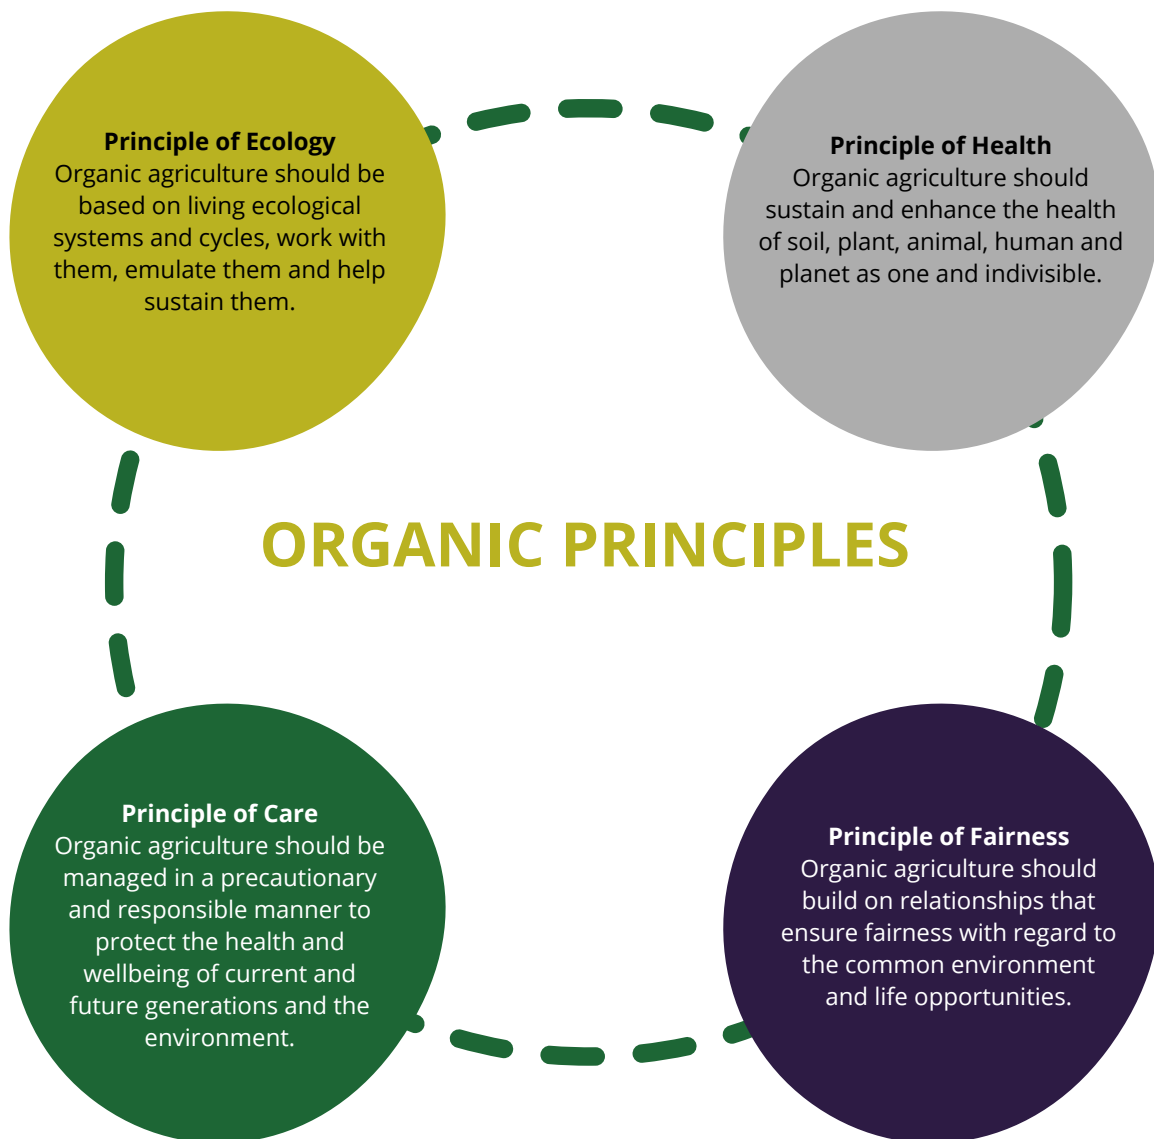 Principle of Ecology
Organic agriculture should be
based on living ecological
systems and cycles, work with
them, emulate them and help
sustain them.
Principle of Health
Organic agriculture should
sustain and enhance the health
of soil, plant, animal, human and
planet as one and indivisible.
ORGANIC PRINCIPLES
Principle of Care
Organic agriculture should be
managed in a precautionary
and responsible manner to
protect the health and
wellbeing of current and
future generations and the
environment.
Principle of Fairness
Organic agriculture should
build on relationships that
ensure fairness with regard to
the common environment
and life opportunities.